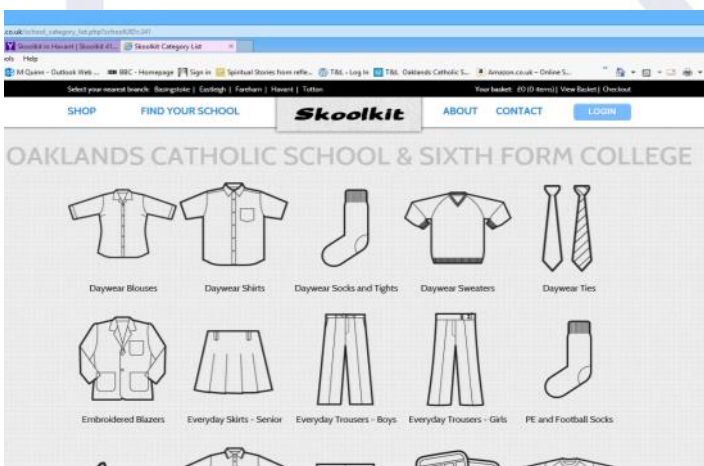 .co.uk/school_category_list.php?schoolUID=341
Skoolkit in Havant | Skoolkit 41... Skoolkit Category List
ols Help
M Quinn - Outlook Web ... BBC - Homepage Sign in Spiritual Stories from refle... T&L - Log In T&L Oaklands Catholic S... Amazon.co.uk – Online S...
Select your nearest branch: Basingstoke | Eastleigh | Fareham | Havant | Totton Your basket: £0 (0 items) | View Basket | Checkout
SHOP FIND YOUR SCHOOL Skoolkit ABOUT CONTACT LOGIN
OAKLANDS CATHOLIC SCHOOL & SIXTH FORM COLLEGE
Daywear Blouses Daywear Shirts Daywear Socks and Tights Daywear Sweaters Daywear Ties
Embroidered Blazers Everyday Skirts - Senior Everyday Trousers - Boys Everyday Trousers - Girls PE and Football Socks